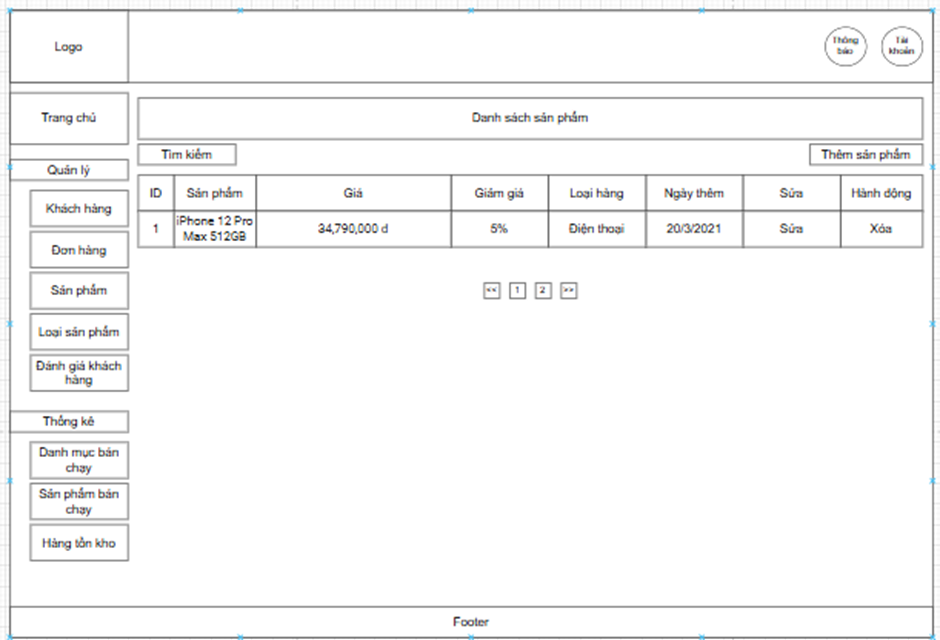 Logo
Thông
báo
Tài
khoản
Trang chủ
Danh sách sản phẩm
Tìm kiếm
Thêm sản phẩm
Quản lý
Khách hàng
Đơn hàng
Sản phẩm
Loại sản phẩm
Đánh giá khách
hàng
ID Sản phẩm Giá Giảm giá Loại hàng Ngày thêm Sửa Hành động
1 iPhone 12 Pro
Max 512GB 34,790,000 đ 5% Điện thoại 20/3/2021 Sửa Xóa
<< 1 2 >>
Thống kê
Danh mục bán
chạy
Sản phẩm bán
chạy
Hàng tồn kho
Footer